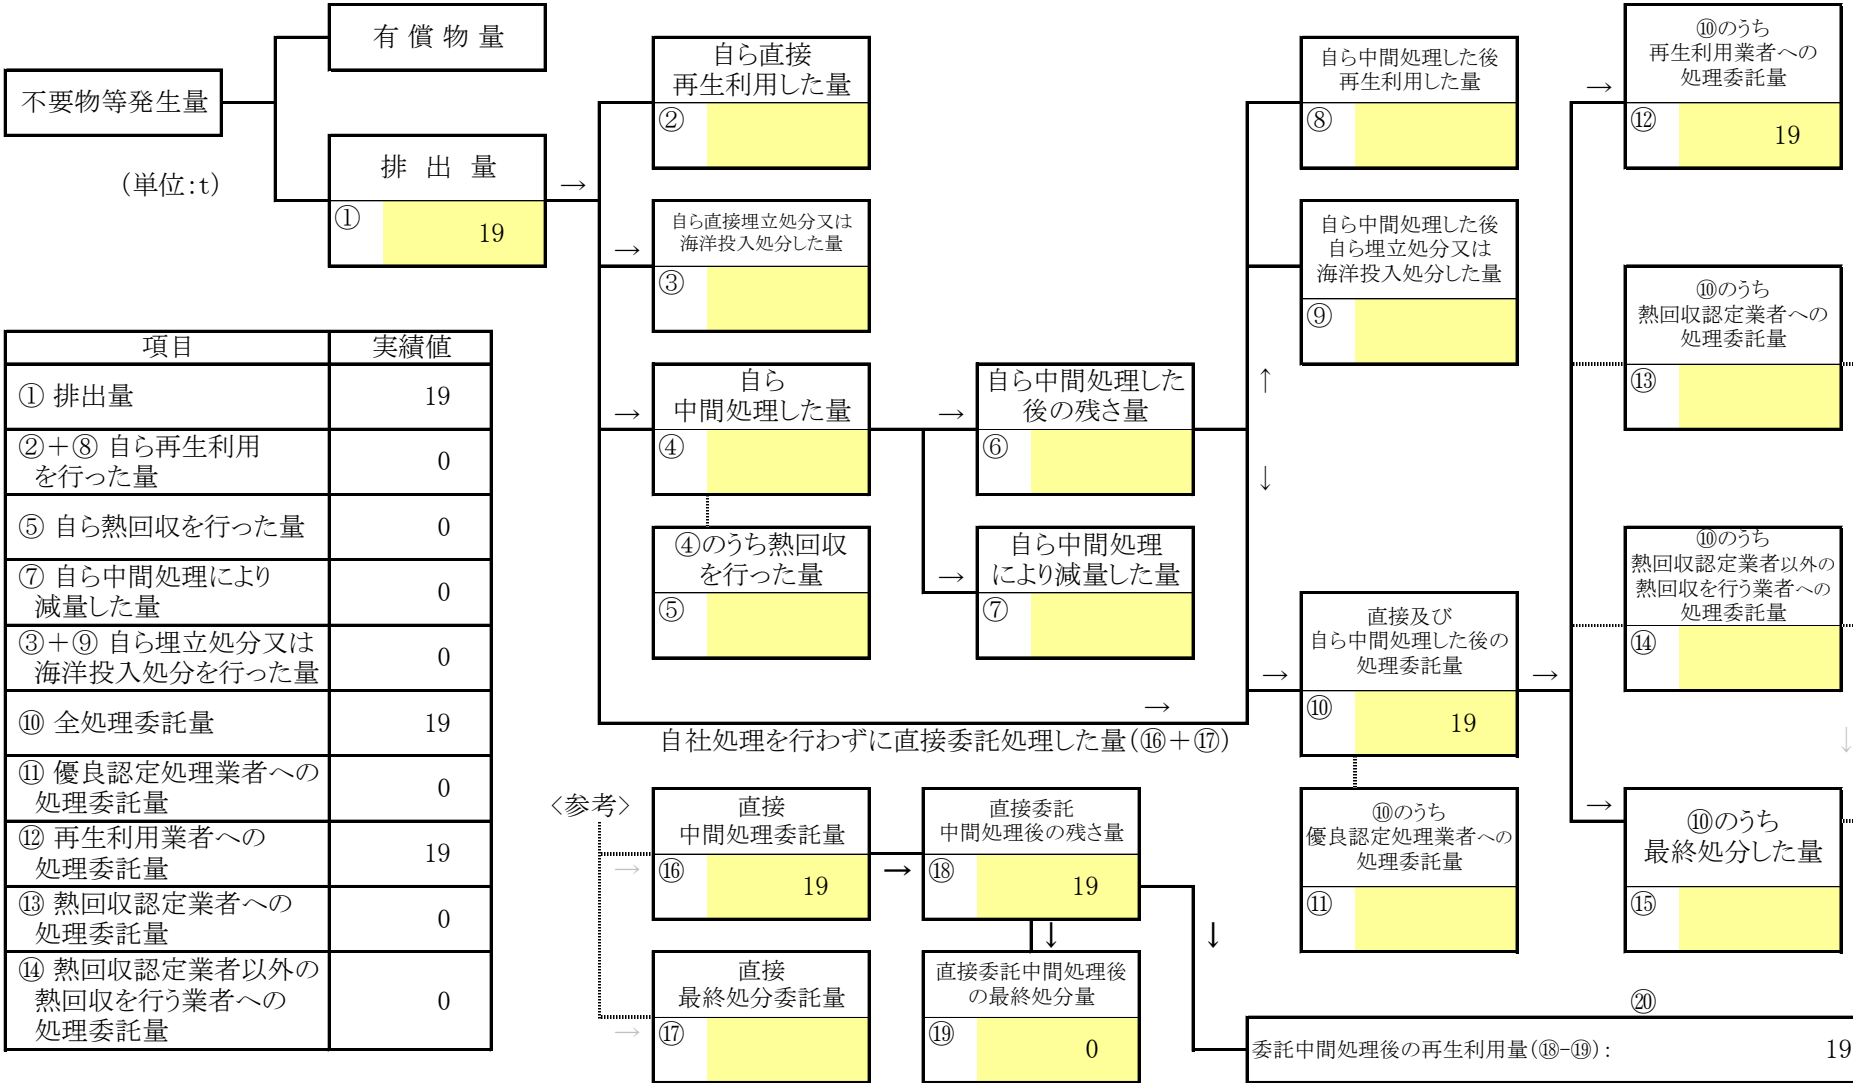 有 償 物 量
不要物等発生量
(単位:t)
排 出 量
→
① 19
自ら直接
再生利用した量
②
→
自ら直接埋立処分又は
海洋投入処分した量
③
→
自ら
中間処理した量
④
④のうち熱回収
を行った量
⑤
→
自ら中間処理した
後の残さ量
⑥
→
自ら中間処理
により減量した量
⑦
↑
↓
自ら中間処理した後
再生利用した量
⑧
自ら中間処理した後
自ら埋立処分又は
海洋投入処分した量
⑨
→
直接及び
自ら中間処理した後の
処理委託量
⑩ 19
→
⑩のうち
優良認定処理業者への
処理委託量
⑪
→
⑩のうち
再生利用業者への
処理委託量
⑫ 19
⑩のうち
熱回収認定業者への
処理委託量
⑬
⑩のうち
熱回収認定業者以外の
熱回収を行う業者への
処理委託量
⑭
↓
→
⑩のうち
最終処分した量
⑮
→
自社処理を行わずに直接委託処理した量(⑯+⑰)
<参考>
→
直接
中間処理委託量
⑯ 19
→
直接委託
中間処理後の残さ量
⑱ 19
↓
↓
→
直接
最終処分委託量
⑰
直接委託中間処理後
の最終処分量
⑲ 0
⑳
委託中間処理後の再生利用量(⑱-⑲): 19
項目 実績値
① 排出量 19
②+⑧ 自ら再生利用
を行った量 0
⑤ 自ら熱回収を行った量 0
⑦ 自ら中間処理により
減量した量 0
③+⑨ 自ら埋立処分又は
海洋投入処分を行った量 0
⑩ 全処理委託量 19
⑪ 優良認定処理業者への
処理委託量 0
⑫ 再生利用業者への
処理委託量 19
⑬ 熱回収認定業者への
処理委託量 0
⑭ 熱回収認定業者以外の
熱回収を行う業者への
処理委託量 0